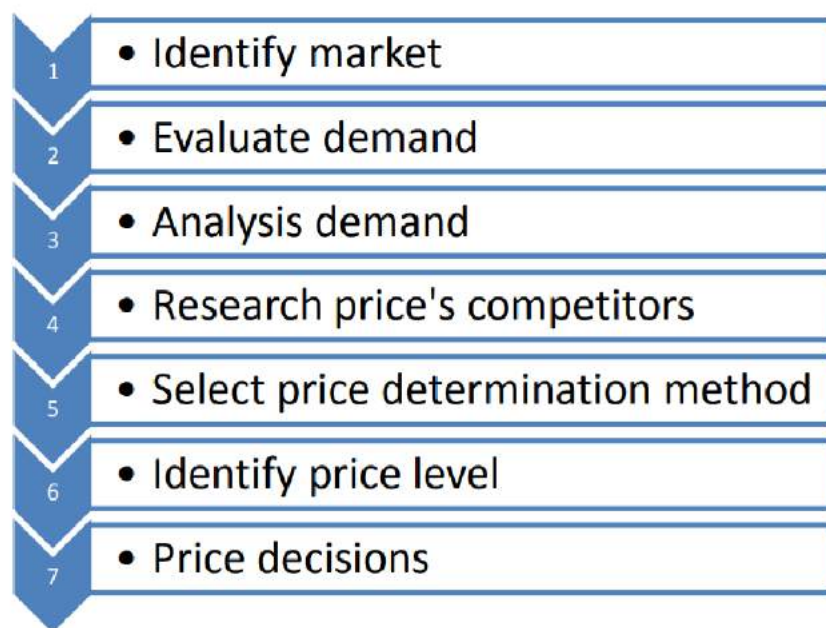 1 • Identify market
2 • Evaluate demand
3 • Analysis demand
4 • Research price's competitors
5 • Select price determination method
6 • Identify price level
7 • Price decisions